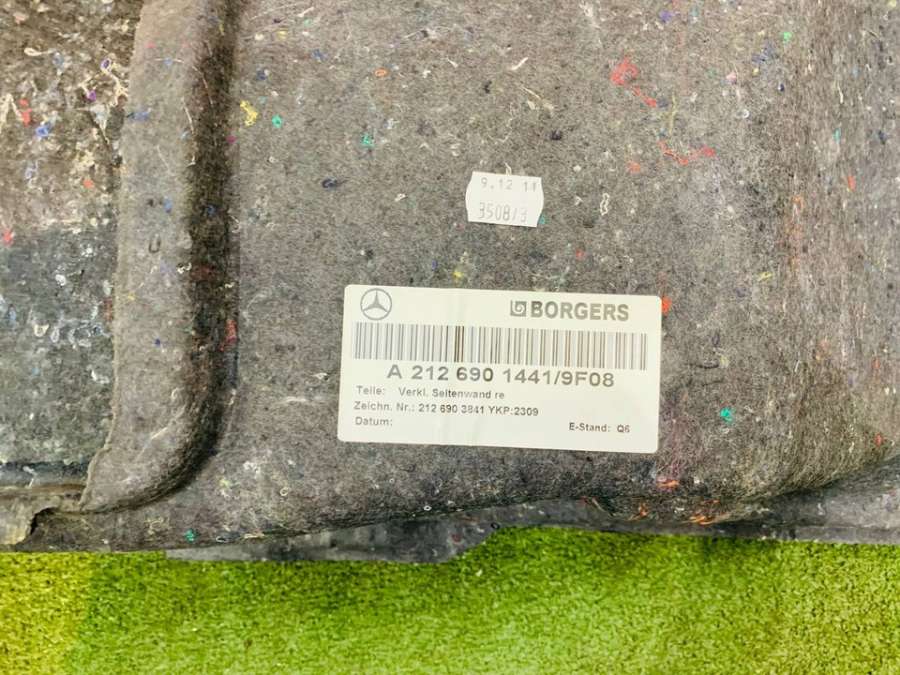 9.12 11
3508/3
BORGERS
A 212 690 1441/9F08
Teile: Verkl. Seitenwand re
Zeichn. Nr.: 212 690 3841 YKP:2309
Datum:
E-Stand: Q6